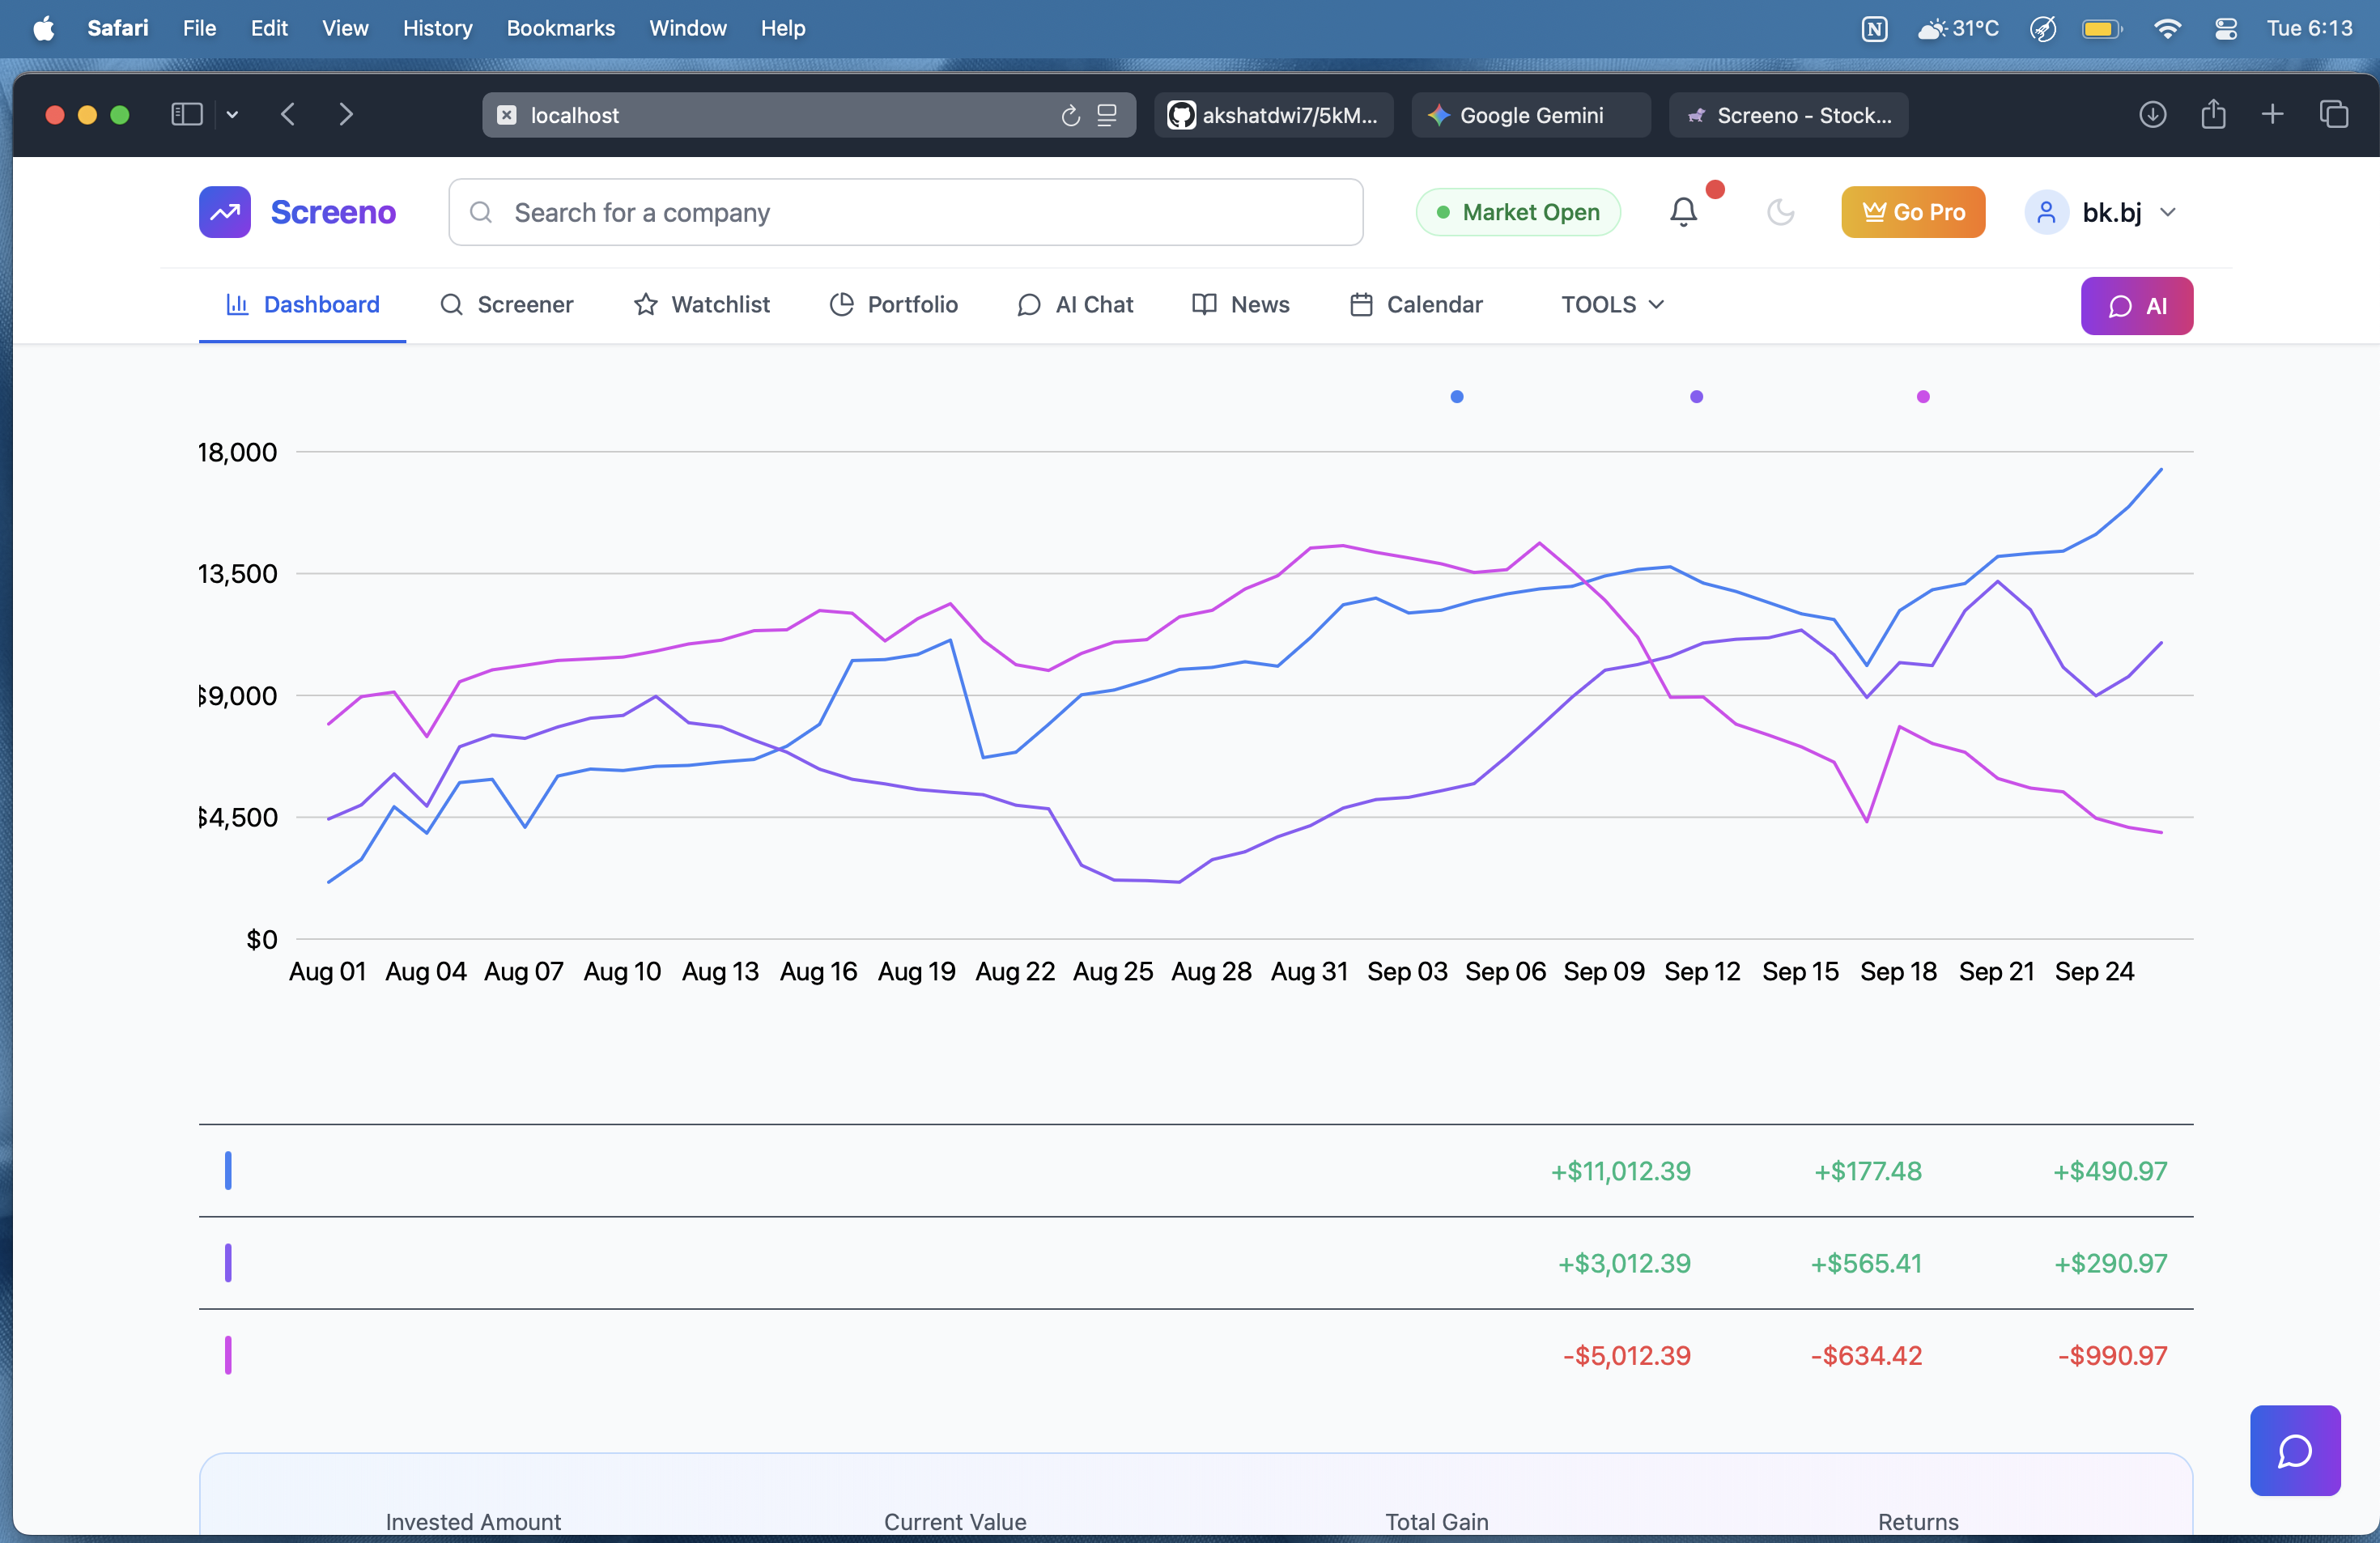 Safari File Edit View History Bookmarks Window Help 31°C Tue 6:13
localhost akshatdwi7/5kM... Google Gemini Screeno - Stock...
Screeno Search for a company Market Open Go Pro bk.bj
Dashboard Screener Watchlist Portfolio AI Chat News Calendar TOOLS AI
18,000
13,500
$9,000
$4,500
$0
Aug 01 Aug 04 Aug 07 Aug 10 Aug 13 Aug 16 Aug 19 Aug 22 Aug 25 Aug 28 Aug 31 Sep 03 Sep 06 Sep 09 Sep 12 Sep 15 Sep 18 Sep 21 Sep 24
+$11,012.39 +$177.48 +$490.97
+$3,012.39 +$565.41 +$290.97
-$5,012.39 -$634.42 -$990.97
Invested Amount Current Value Total Gain Returns